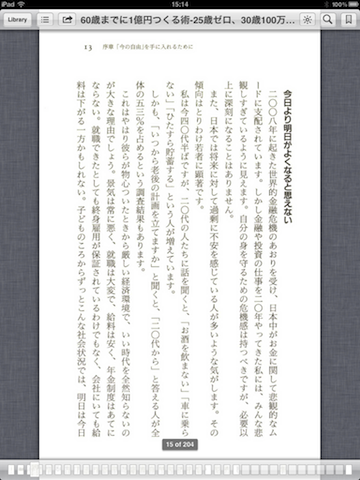 iPad
15:14
Library
60歳までに1億円つくる術-25歳ゼロ、30歳100万...
13 序章「今の自由」を手に入れるために
今日より明日がよくなると思えない
二〇〇八年に起きた世界的金融危機のあおりを受け、日本中がお金に関して悲観的なム
ードに支配されています。しかし金融や投資の仕事を二〇年やってきた私には、みんな悲
観しすぎているように見えます。自分の身を守るための危機感は持つべきですが、必要以
上に深刻になることはありません。
また、日本では将来に対して過剰に不安を感じている人が多いような気がします。その
傾向はとりわけ若者に顕著です。
私は今四〇代半ばですが、二〇代の人たちに話を聞くと、「お酒を飲まない」「車に乗ら
ない」「ひたすら貯蓄する」という人が増えています。
しかも、「いつから老後の計画を立てますか」と聞くと、「二〇代から」と答える人が全
体の五三％を占めるという調査結果もあります。
これはやはり彼らが物心ついたときから厳しい経済環境で、いい時代を全然知らないの
が大きな理由でしょう。景気は常に悪く、就職は大変で、給料は安く、年金制度はあてに
ならない。就職できたとしても終身雇用が保証されているわけでもなく、会社にいても給
料は下がる一方かもしれない。子どものころからずっとこんな社会状況では、明日は今日
15 of 204